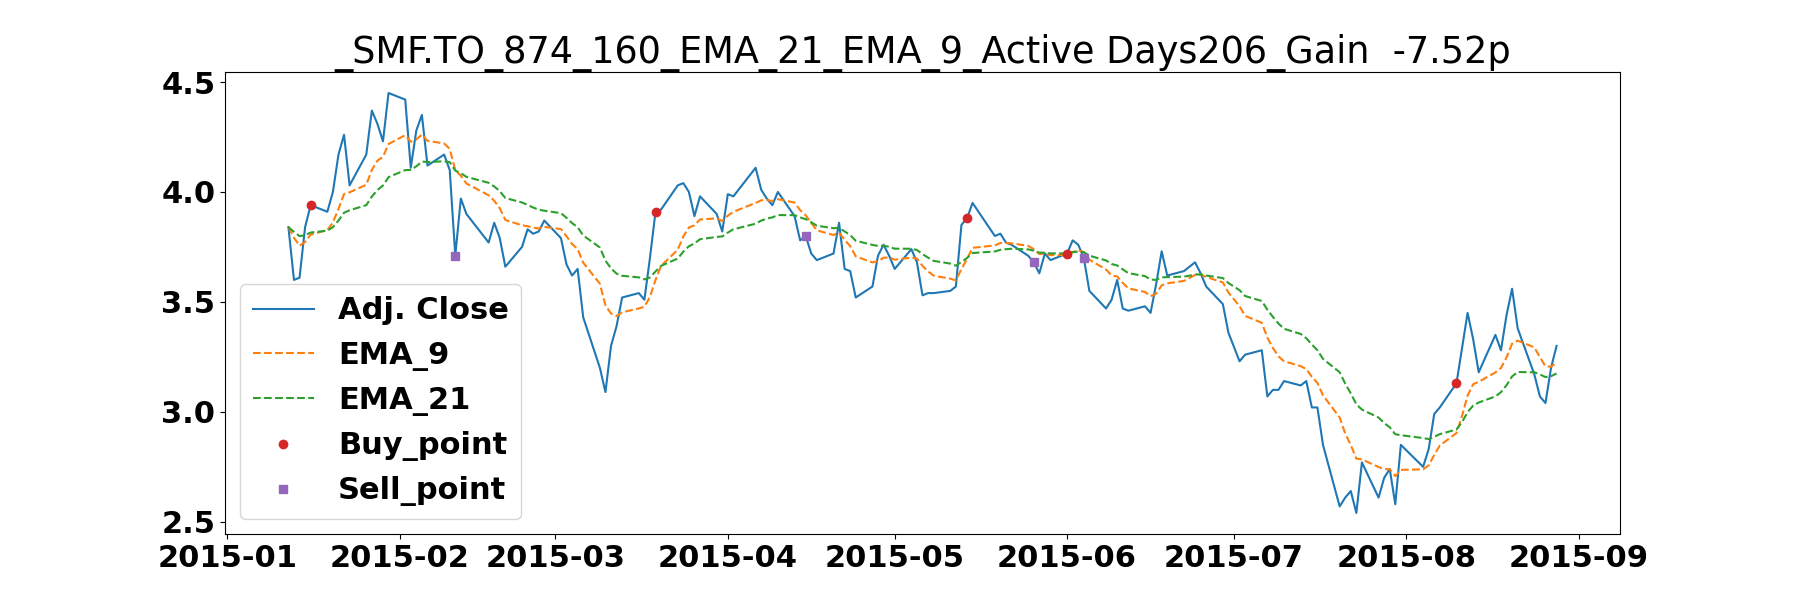 _SMF.TO_874_160_EMA_21_EMA_9_Active Days206_Gain  -7.52p
4.5
4.0
3.5
3.0
2.5
Adj. Close
EMA_9
EMA_21
Buy_point
Sell_point
2015-01 2015-02 2015-03 2015-04 2015-05 2015-06 2015-07 2015-08 2015-09